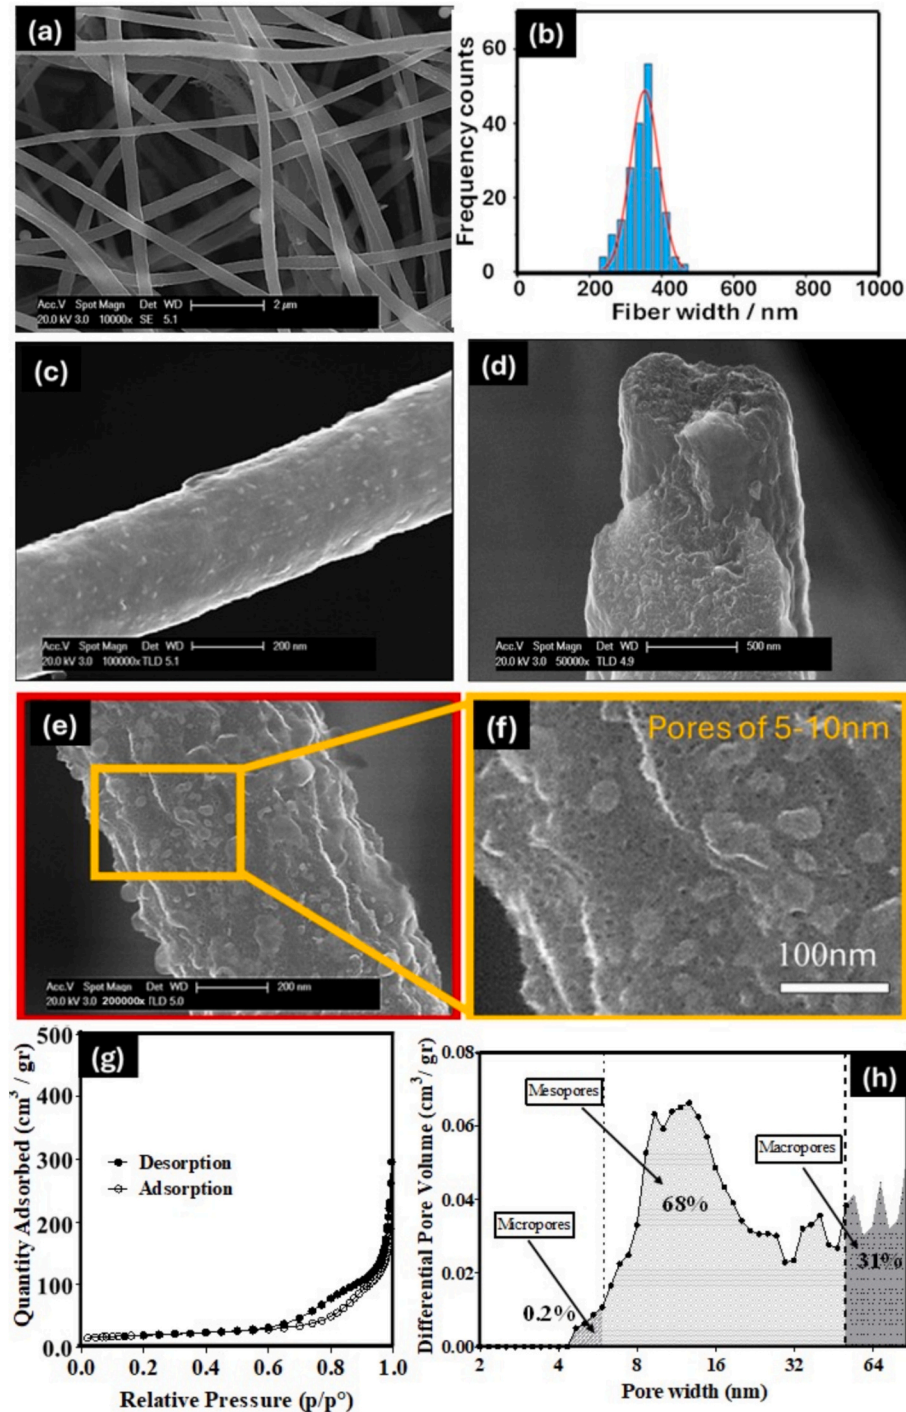 (a)
Acc.V Spot Magn Det WD 2 µm
20.0 kV 3.0 10000x SE 5.1
(b)
Frequency counts
60
40
20
0
0 200 400 600 800 1000
Fiber width / nm
(c)
Acc.V Spot Magn Det WD 200 nm
20.0 kV 3.0 100000x TLD 5.1
(d)
Acc.V Spot Magn Det WD 500 nm
20.0 kV 3.0 50000x TLD 4.9
(e)
Acc.V Spot Magn Det WD 200 nm
20.0 kV 3.0 200000x TLD 5.0
(f)
Pores of 5-10nm
100nm
(g)
Quantity Adsorbed (cm³ / gr)
500
400
300
200
100
0.0
Desorption
Adsorption
0.0 0.2 0.4 0.6 0.8 1.0
Relative Pressure (p/p°)
(h)
Differential Pore Volume (cm³/ gr)
0.08
0.06
0.04
0.02
0.00
Mesopores
68%
Macropores
31%
Micropores
0.2%
2 4 8 16 32 64
Pore width (nm)